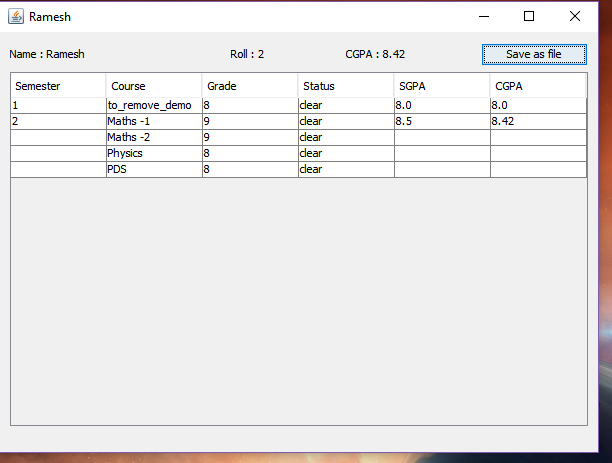 Ramesh
Name : Ramesh Roll : 2 CGPA : 8.42 Save as file
Semester Course Grade Status SGPA CGPA
1 to_remove_demo 8 clear 8.0 8.0
2 Maths -1 9 clear 8.5 8.42
Maths -2 9 clear
Physics 8 clear
PDS 8 clear